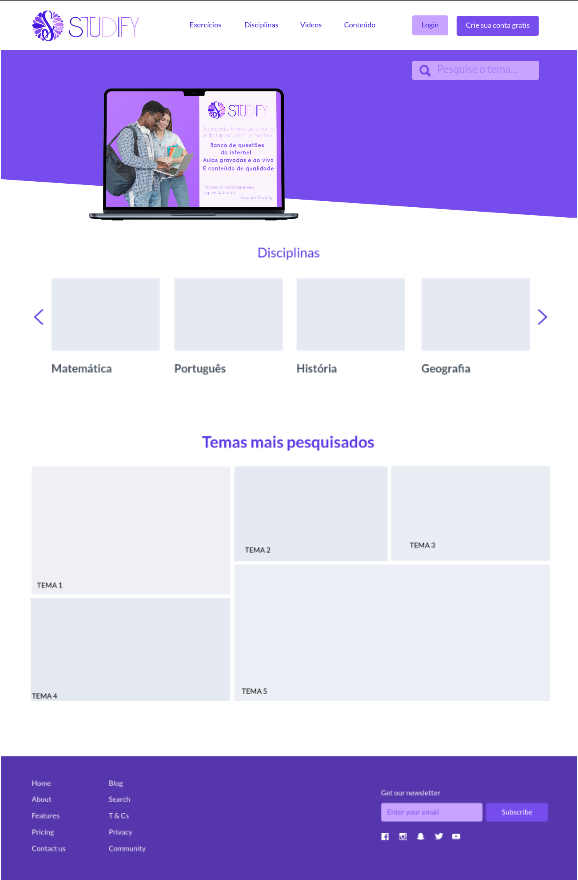 STUDIFY
Exercícios
Disciplinas
Vídeos
Conteúdo
Login
Crie sua conta gratis
Pesquise o tema...
STUDIFY
Banco de questões
da internet
Aulas gravadas e ao vivo
E conteúdo de qualidade
Disciplinas
Matemática
Português
História
Geografia
Temas mais pesquisados
TEMA 1
TEMA 2
TEMA 3
TEMA 4
TEMA 5
Home
About
Features
Pricing
Contact us
Blog
Search
T & Cs
Privacy
Community
Get our newsletter
Enter your email
Subscribe